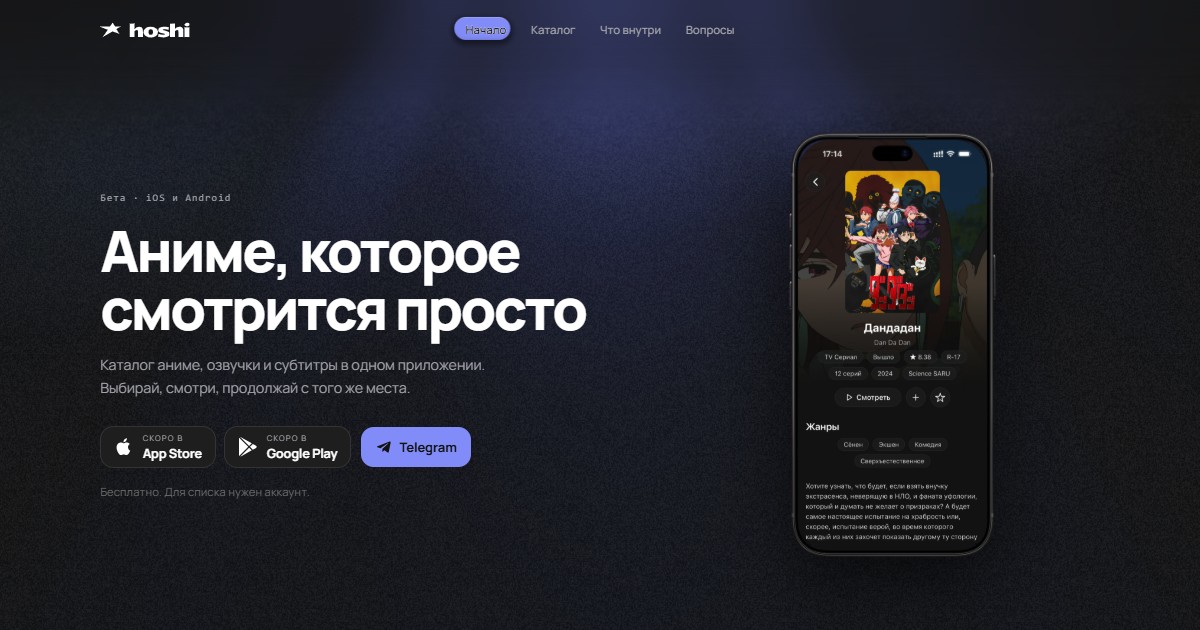 hoshi
Начало
Каталог
Что внутри
Вопросы
Бета · iOS и Android
Аниме, которое
смотрится просто
Каталог аниме, озвучки и субтитры в одном приложении.
Выбирай, смотри, продолжай с того же места.
СКОРО В
App Store
СКОРО В
Google Play
Telegram
Бесплатно. Для списка нужен аккаунт.
17:14
Дандадан
Dan Da Dan
TV Сериал Вышло ★ 8.38 R-17
12 серий 2024 Science SARU
Смотреть
Жанры
Сёнен Экшен Комедия
Сверхъестественное
Хотите узнать, что будет, если взять внучку
экстрасенса, неверящую в НЛО, и фаната уфологии,
который и думать не желает о призраках? А будет
самое настоящее испытание на храбрость или,
скорее, испытание верой, во время которого
каждый из них захочет показать другому ту сторону